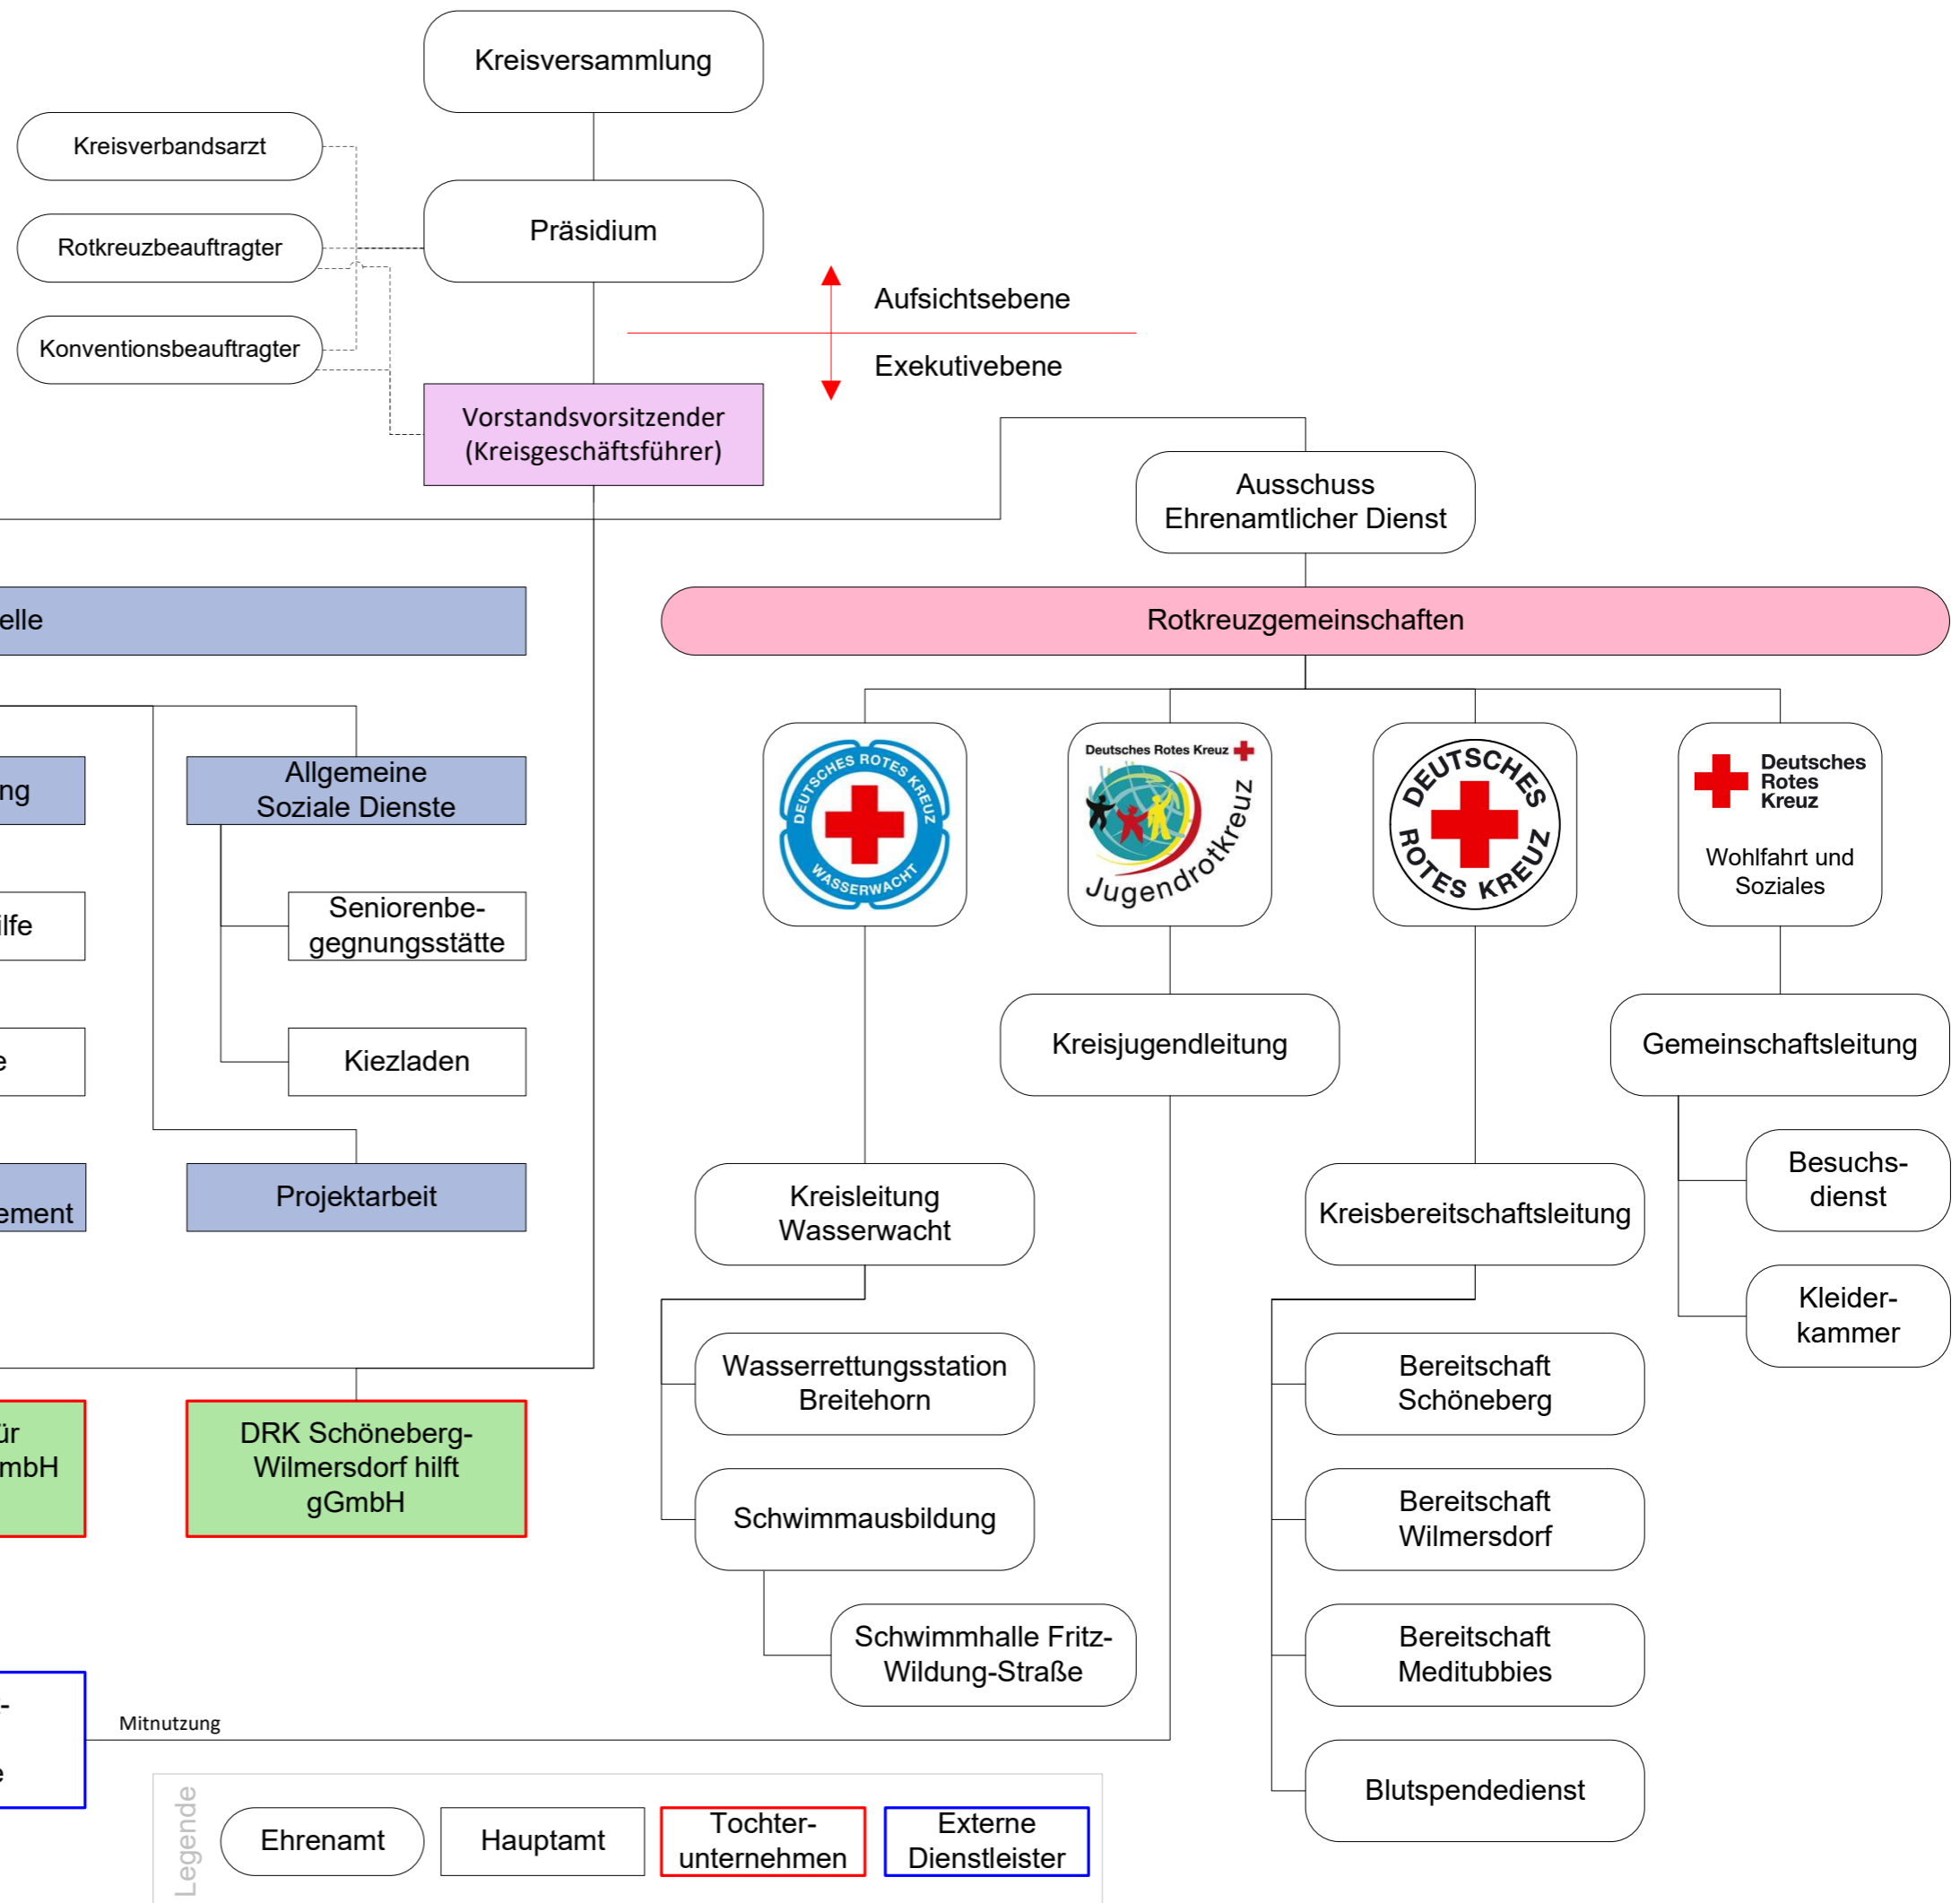 Kreisversammlung
Kreisverbandsarzt
Rotkreuzbeauftragter
Präsidium
Konventionsbeauftragter
Aufsichtsebene
Exekutivebene
Vorstandsvorsitzender
(Kreisgeschäftsführer)
Ausschuss
Ehrenamtlicher Dienst
elle
Rotkreuzgemeinschaften
ng
Allgemeine
Soziale Dienste
DEUTSCHES ROTES KREUZ
WASSERWACHT
Deutsches Rotes Kreuz
Jugendrotkreuz
DEUTSCHES
ROTES KREUZ
Deutsches
Rotes
Kreuz
Wohlfahrt und
Soziales
ilfe
Seniorenbe-
gegnungsstätte
e
Kiezladen
Kreisjugendleitung
Gemeinschaftsleitung
ement
Projektarbeit
Kreisleitung
Wasserwacht
Kreisbereitschaftsleitung
Besuchs-
dienst
Kleider-
kammer
Wasserrettungsstation
Breitehorn
Bereitschaft
Schöneberg
ür
mbH
DRK Schöneberg-
Wilmersdorf hilft
gGmbH
Schwimmausbildung
Bereitschaft
Wilmersdorf
Schwimmhalle Fritz-
Wildung-Straße
Bereitschaft
Meditubbies
-
e
Mitnutzung
Blutspendedienst
Legende
Ehrenamt
Hauptamt
Tochter-
unternehmen
Externe
Dienstleister